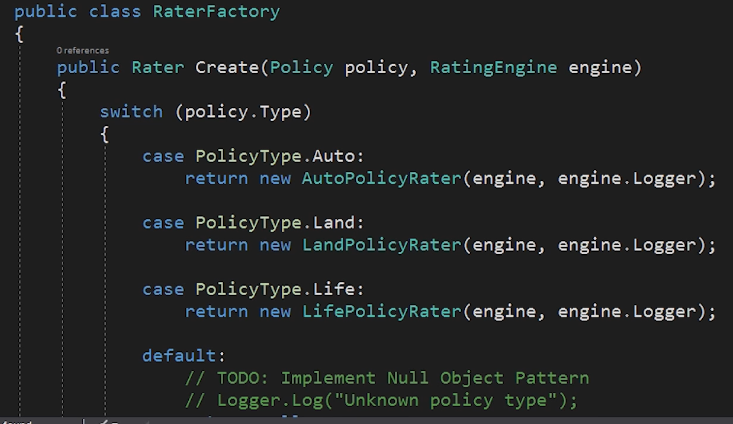 public class RaterFactory
{
0 references
public Rater Create(Policy policy, RatingEngine engine)
{
switch (policy.Type)
{
case PolicyType.Auto:
return new AutoPolicyRater(engine, engine.Logger);
case PolicyType.Land:
return new LandPolicyRater(engine, engine.Logger);
case PolicyType.Life:
return new LifePolicyRater(engine, engine.Logger);
default:
// TODO: Implement Null Object Pattern
// Logger.Log("Unknown policy type");